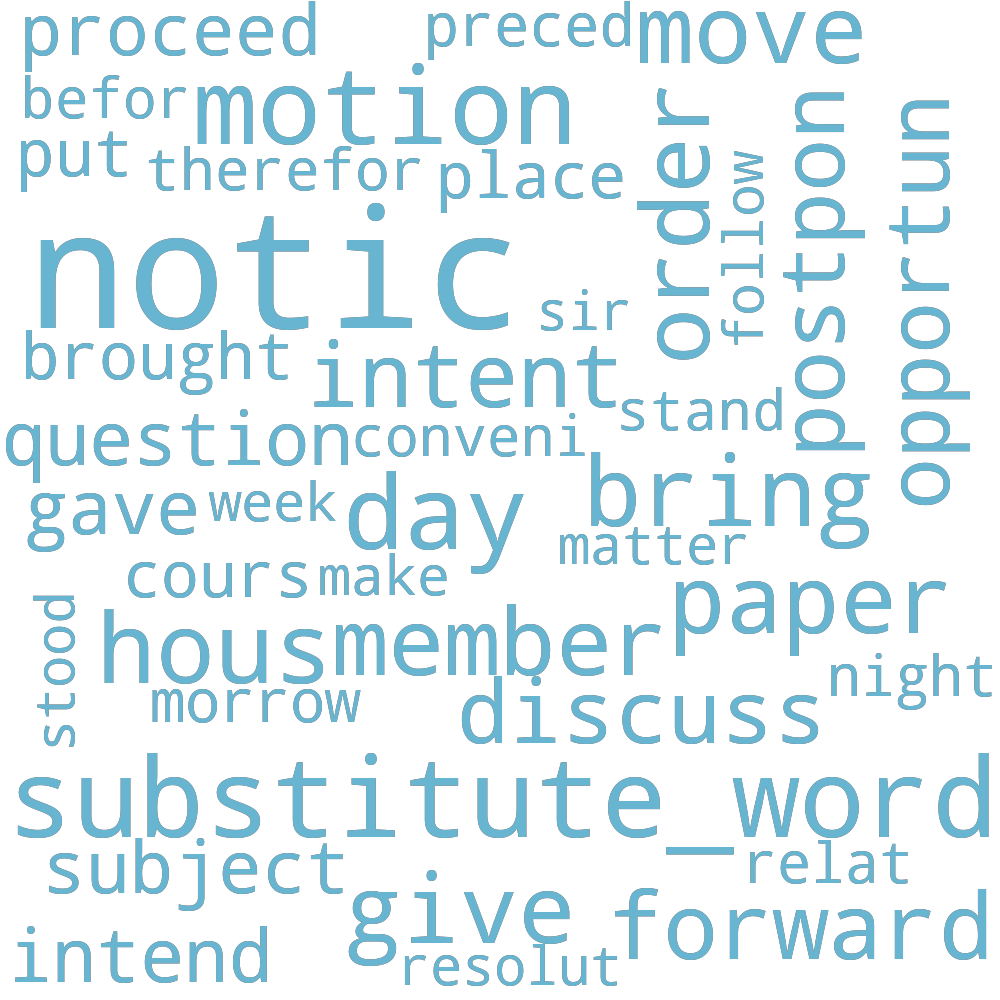 proceed preced move
befor motion
put therefor place
order follow postpon opportun
notic sir
brought intent stand
question conveni
gave week day bring
matter
cours make paper
stood hous member night
morrow discuss
substitute_word
subject relat
give forward
intend resolut